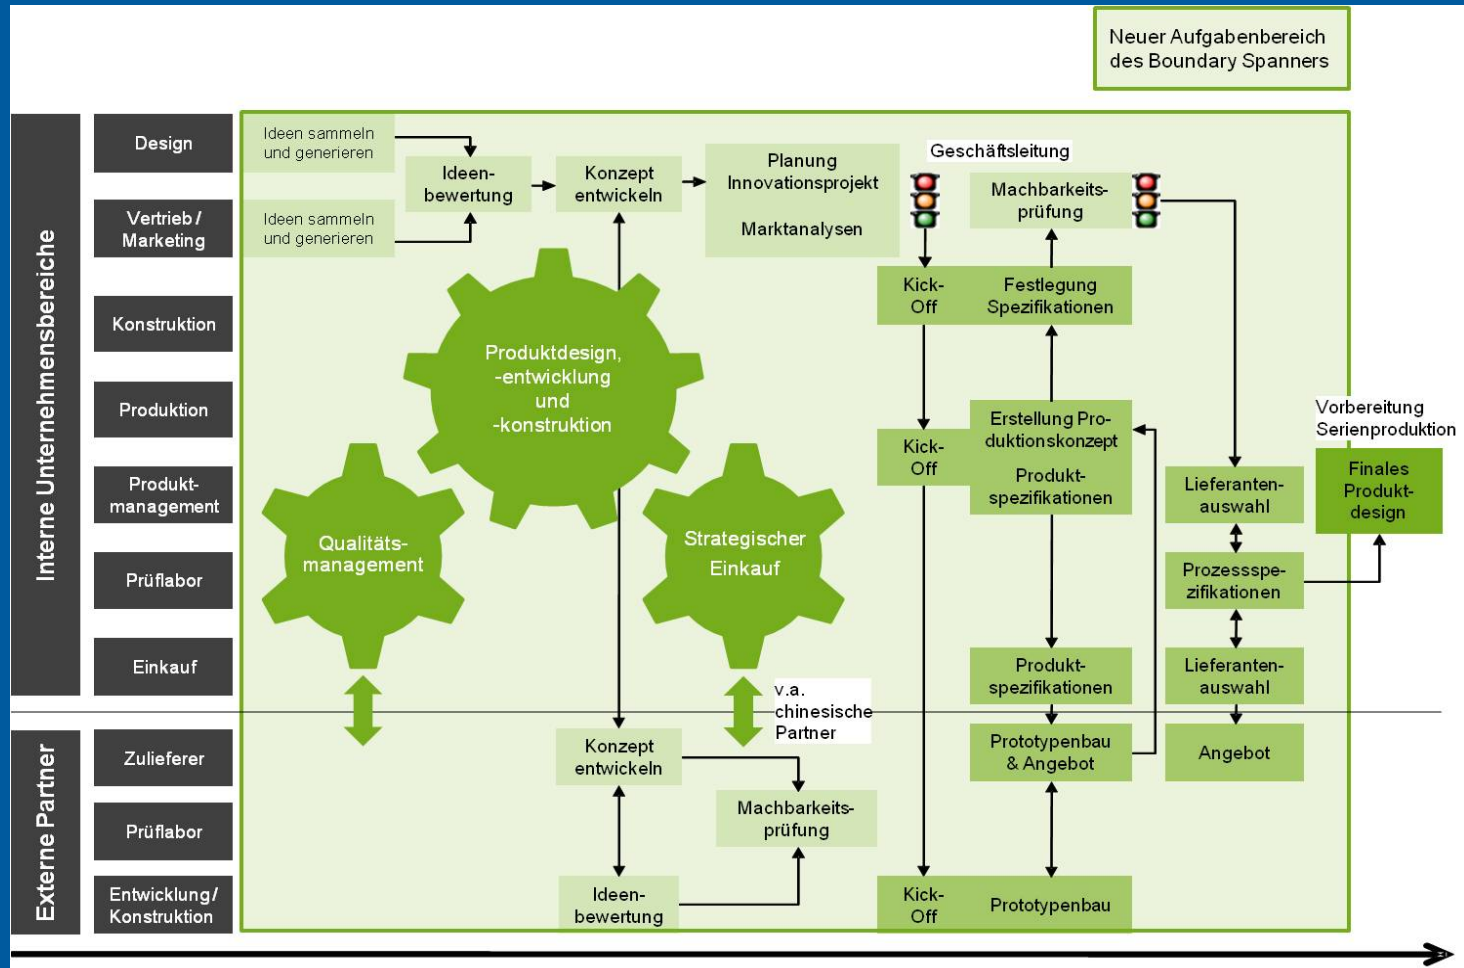 Neuer Aufgabenbereich
des Boundary Spanners
Interne Unternehmensbereiche
Design
Vertrieb /
Marketing
Konstruktion
Produktion
Produkt-
management
Prüflabor
Einkauf
Externe Partner
Zulieferer
Prüflabor
Entwicklung/
Konstruktion
Ideen sammeln
und generieren
Ideen sammeln
und generieren
Ideen-
bewertung
Konzept
entwickeln
Planung
Innovationsprojekt
Marktanalysen
Geschäftsleitung
Machbarkeits-
prüfung
Kick-
Off
Festlegung
Spezifikationen
Produktdesign,
-entwicklung
und
-konstruktion
Qualitäts-
management
Strategischer
Einkauf
Kick-
Off
Erstellung Pro-
duktionskonzept
Produkt-
spezifikationen
Lieferanten-
auswahl
Vorbereitung
Serienproduktion
Finales
Produkt-
design
Prozessspe-
zifikationen
Produkt-
spezifikationen
Lieferanten-
auswahl
v.a.
chinesische
Partner
Konzept
entwickeln
Prototypenbau
& Angebot
Angebot
Machbarkeits-
prüfung
Ideen-
bewertung
Kick-
Off
Prototypenbau